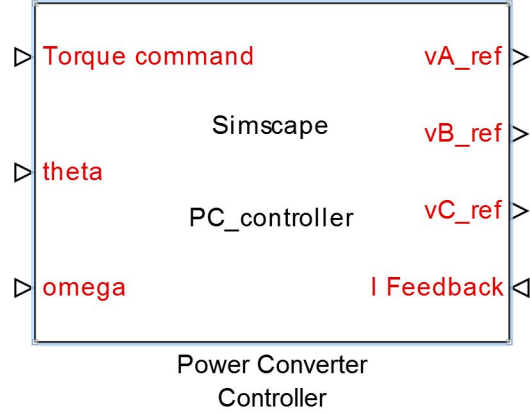 Torque command
vA_ref
Simscape
vB_ref
theta
PC_controller
vC_ref
omega
I Feedback
Power Converter
Controller